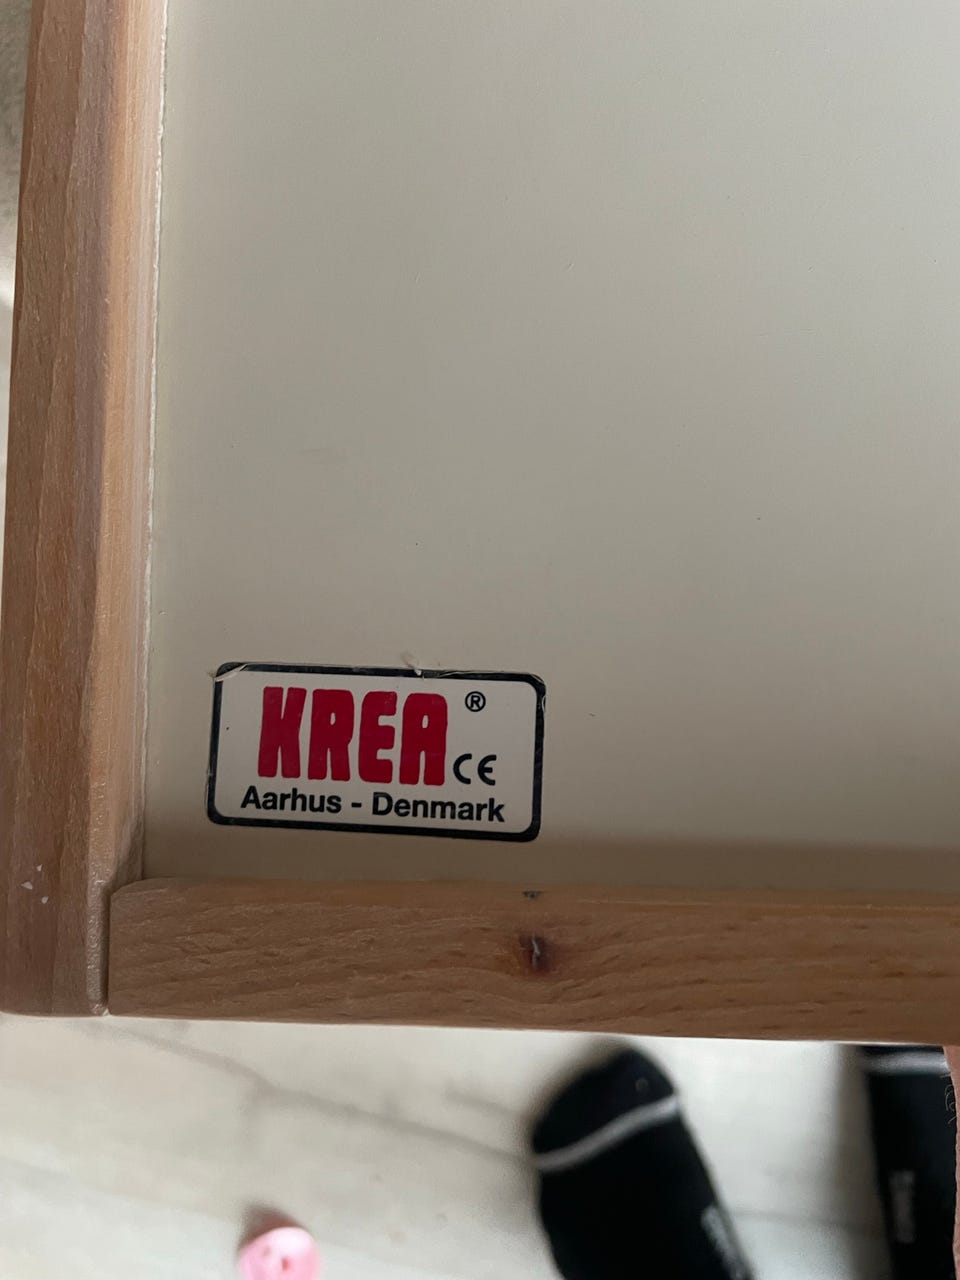 KREA ®
CE
Aarhus - Denmark